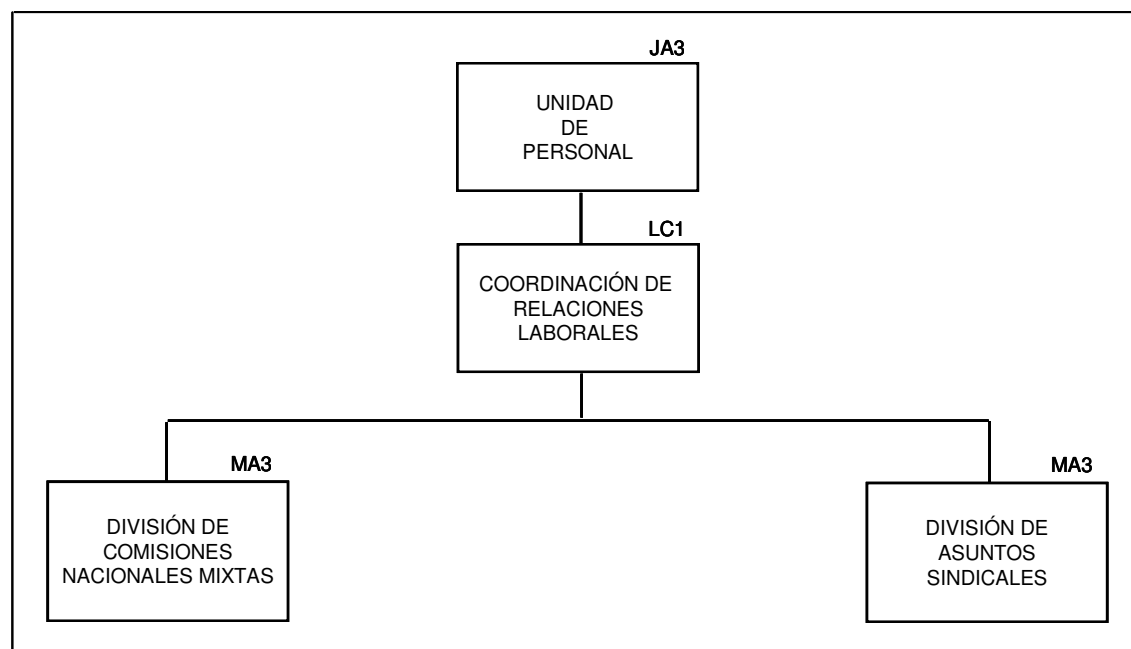 JA3
UNIDAD
DE
PERSONAL
LC1
COORDINACIÓN DE
RELACIONES
LABORALES
MA3
DIVISIÓN DE
COMISIONES
NACIONALES MIXTAS
MA3
DIVISIÓN DE
ASUNTOS
SINDICALES